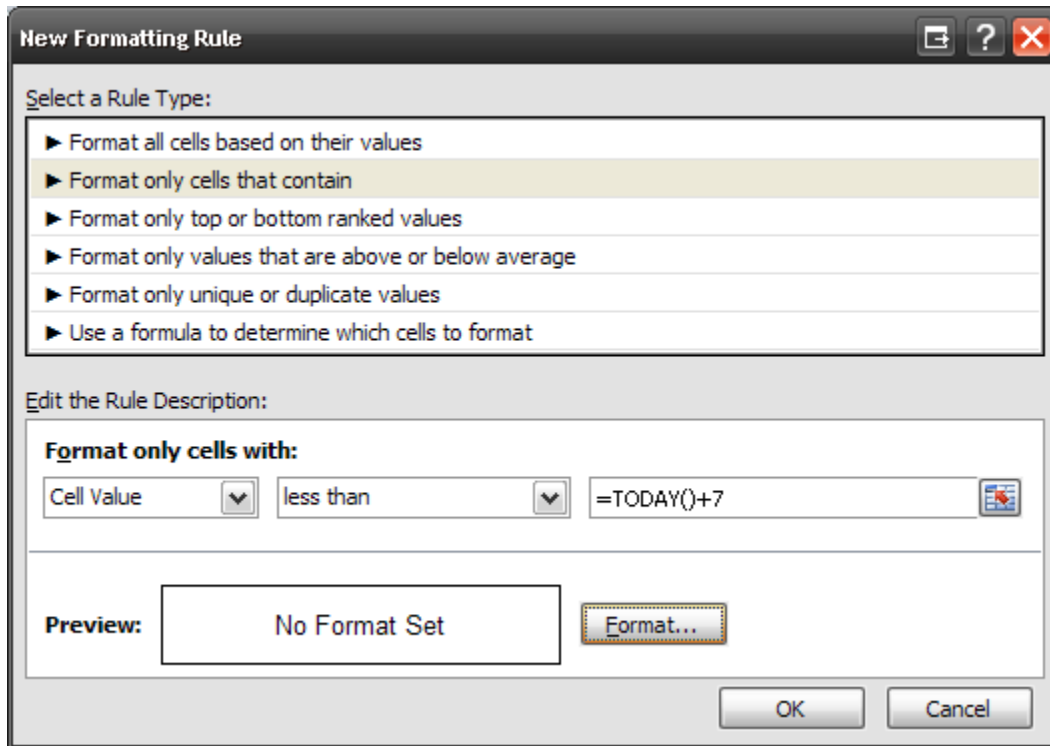 New Formatting Rule
Select a Rule Type:
► Format all cells based on their values
► Format only cells that contain
► Format only top or bottom ranked values
► Format only values that are above or below average
► Format only unique or duplicate values
► Use a formula to determine which cells to format
Edit the Rule Description:
Format only cells with:
Cell Value less than =TODAY()+7
Preview: No Format Set Format...
OK Cancel